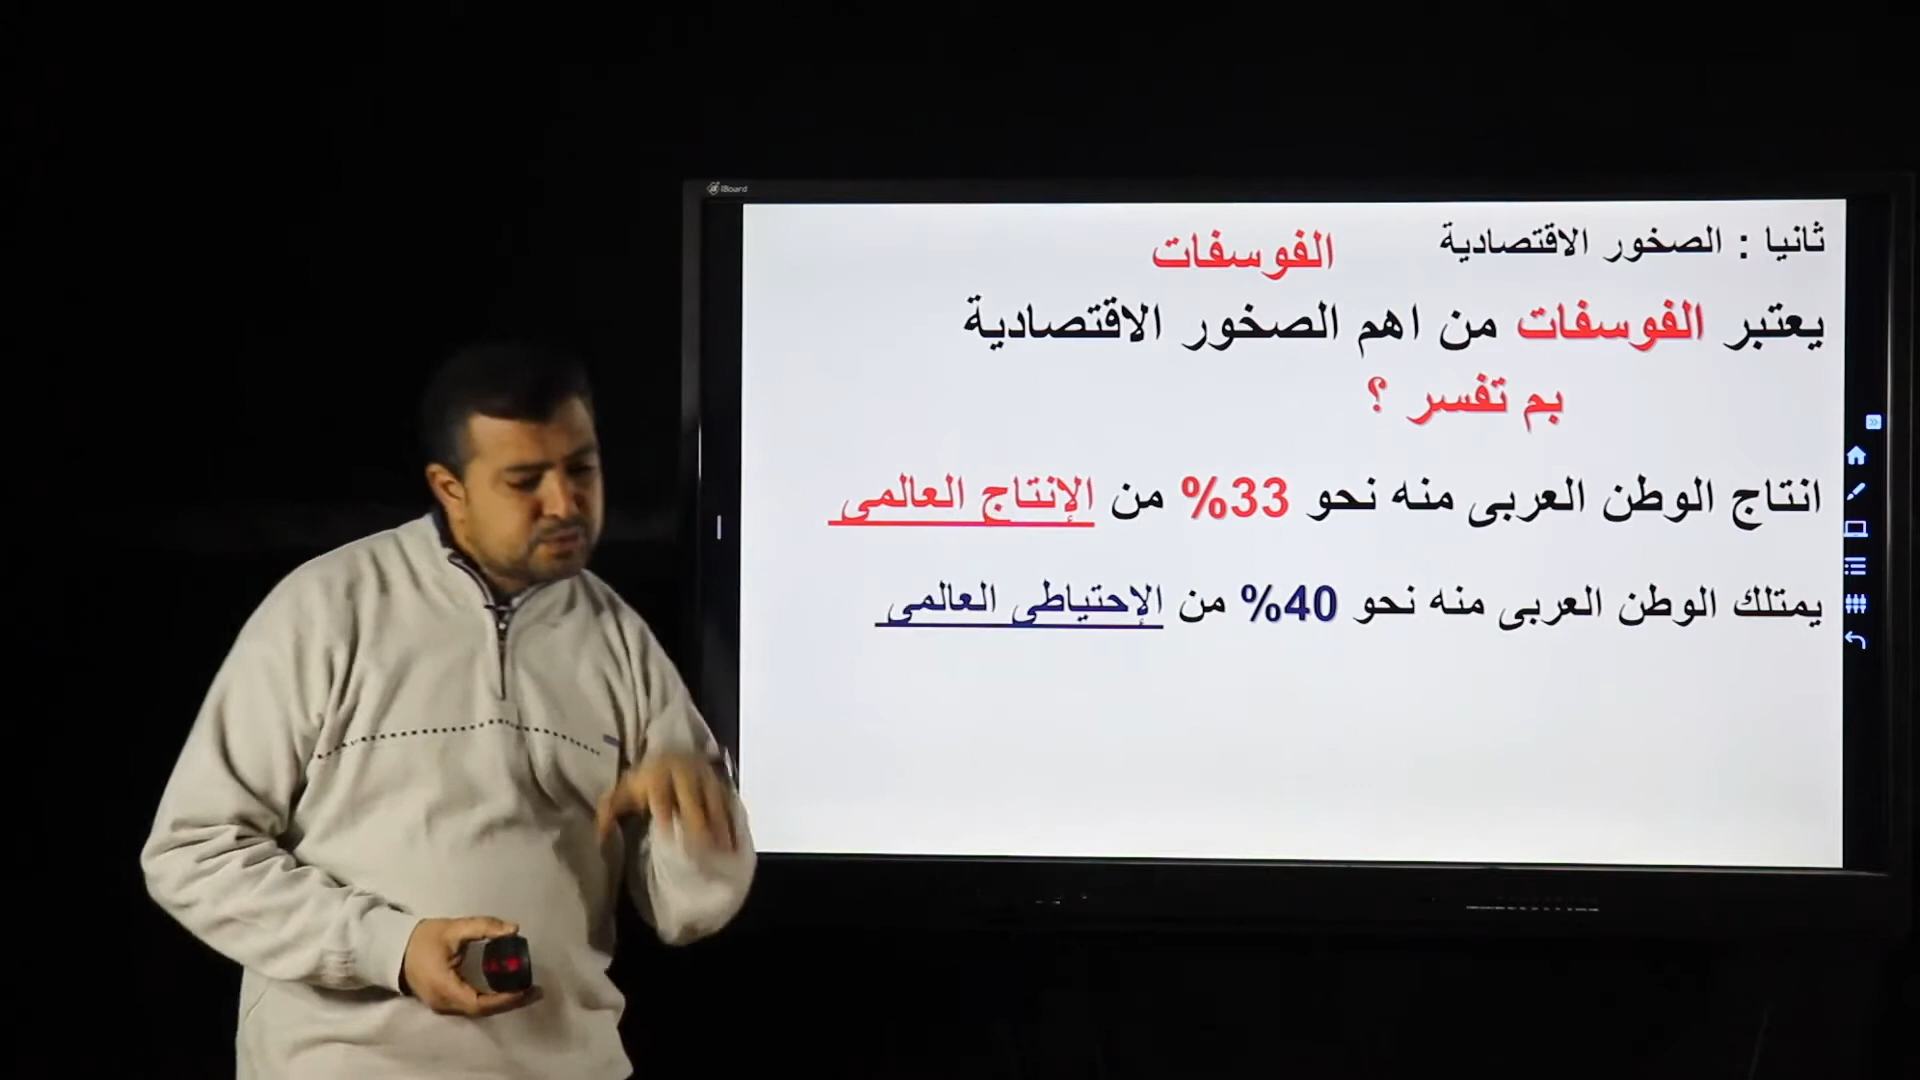 iBoard
ثانيا : الصخور الاقتصادية الفوسفات
يعتبر الفوسفات من اهم الصخور الاقتصادية
بم تفسر ؟
انتاج الوطن العربى منه نحو 33% من الإنتاج العالمى
يمتلك الوطن العربى منه نحو 40% من الإحتياطى العالمى